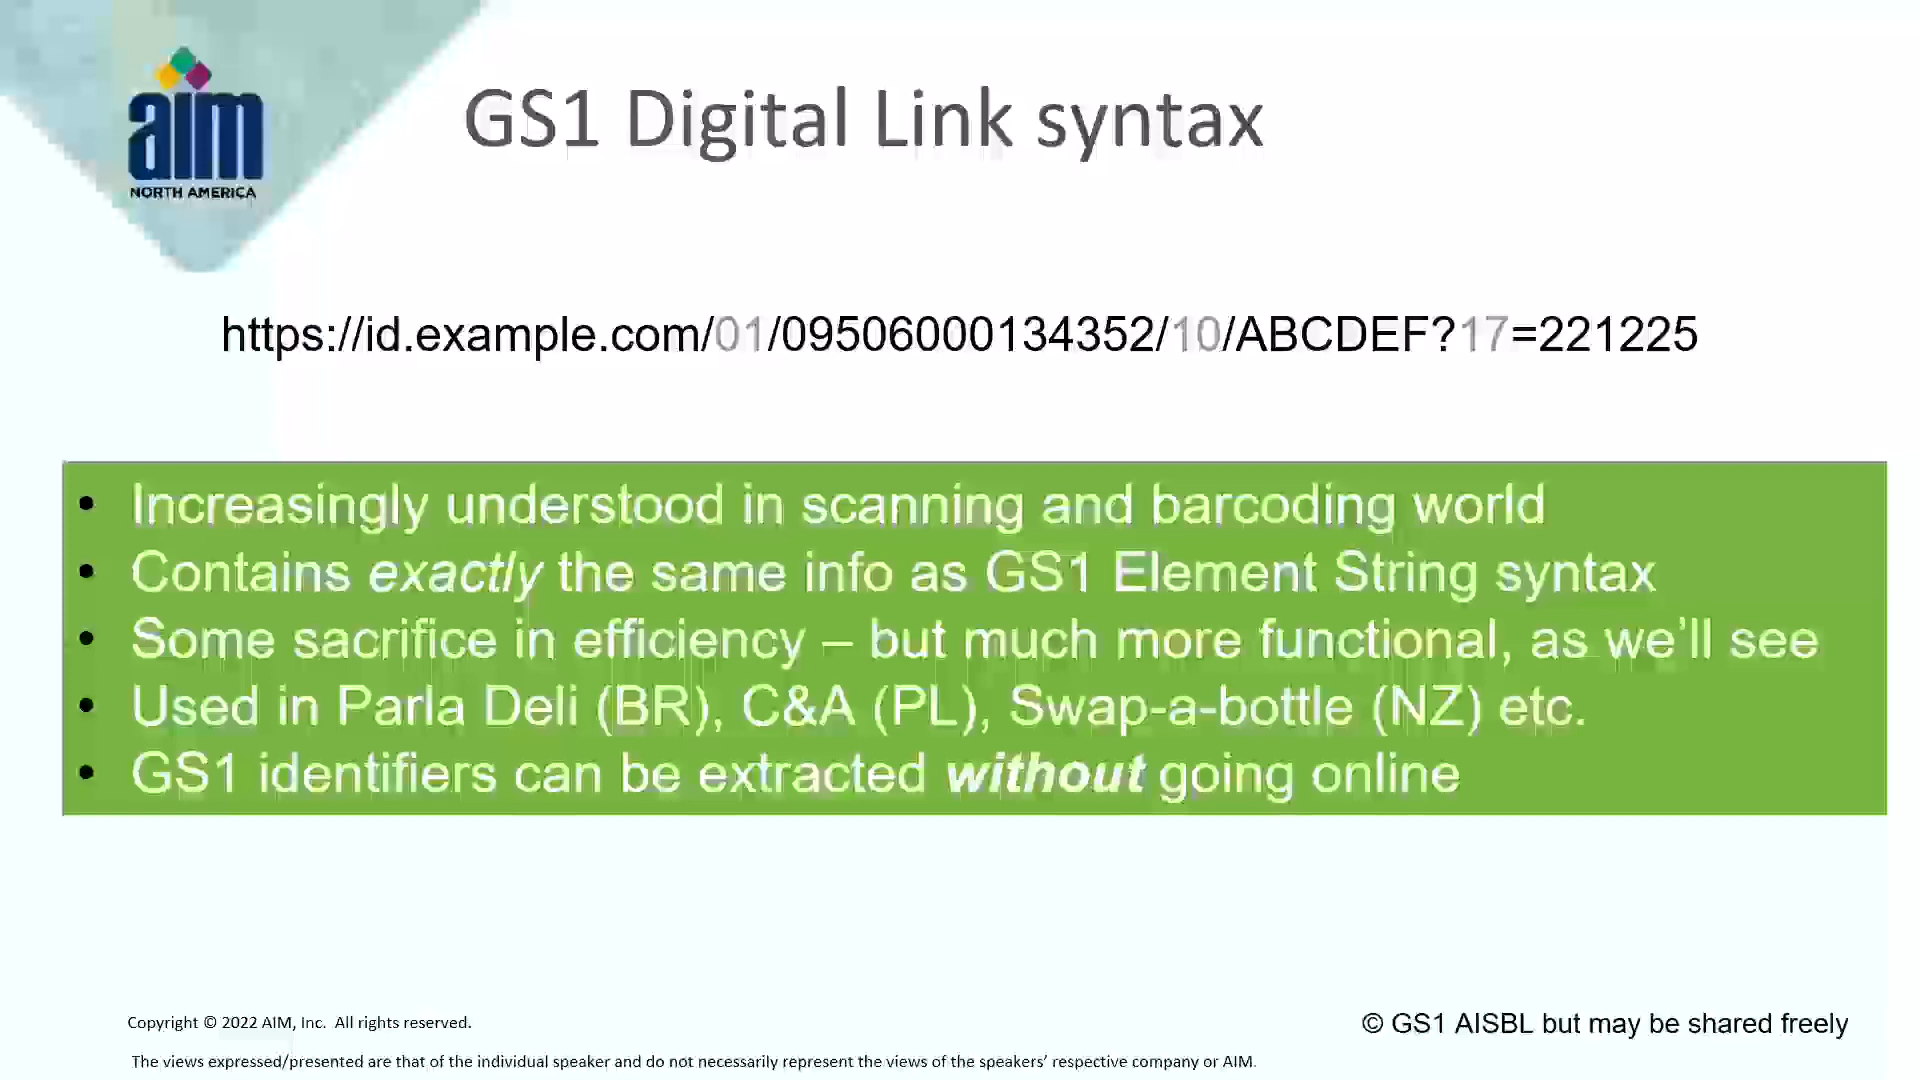 aim
NORTH AMERICA
GS1 Digital Link syntax
https://id.example.com/01/09506000134352/10/ABCDEF?17=221225
• Increasingly understood in scanning and barcoding world
• Contains exactly the same info as GS1 Element String syntax
• Some sacrifice in efficiency – but much more functional, as we’ll see
• Used in Parla Deli (BR), C&A (PL), Swap-a-bottle (NZ) etc.
• GS1 identifiers can be extracted without going online
Copyright © 2022 AIM, Inc. All rights reserved.
© GS1 AISBL but may be shared freely
The views expressed/presented are that of the individual speaker and do not necessarily represent the views of the speakers’ respective company or AIM.